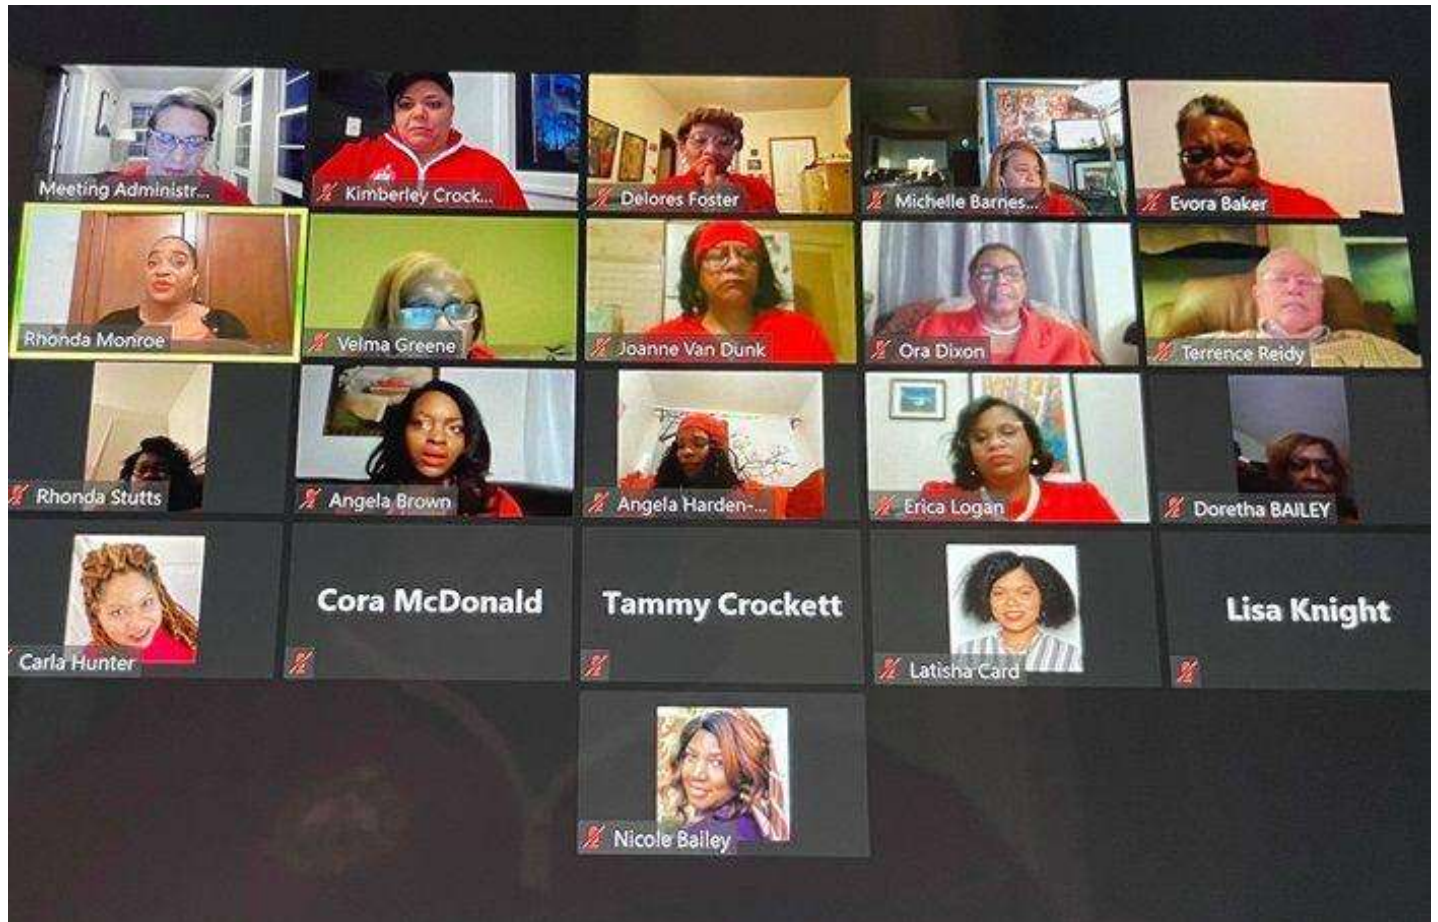 Meeting Administr...
Kimberley Crock...
Delores Foster
Michelle Barnes...
Evora Baker
Rhonda Monroe
Velma Greene
Joanne Van Dunk
Ora Dixon
Terrence Reidy
Rhonda Stutts
Angela Brown
Angela Harden-...
Erica Logan
Doretha BAILEY
Carla Hunter
Cora McDonald
Tammy Crockett
Latisha Card
Lisa Knight
Nicole Bailey